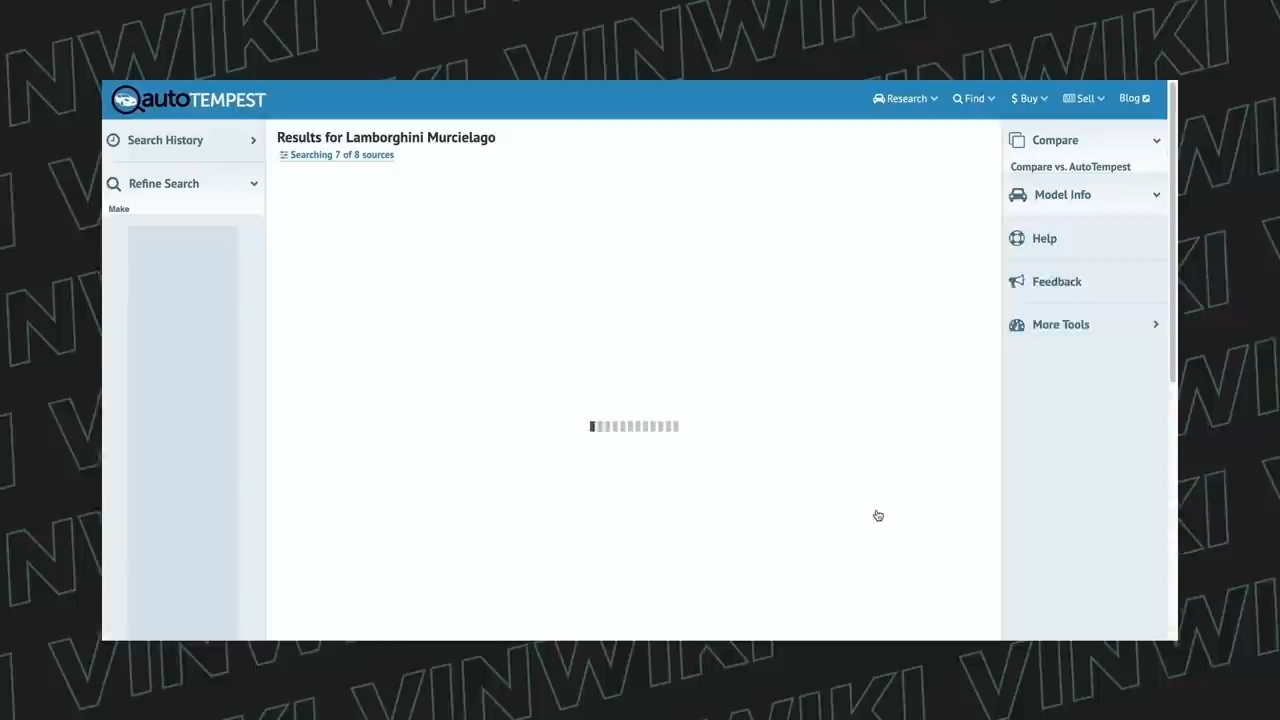 VINWIKI
autoTEMPEST
Research
Find
$ Buy
Sell
Blog
Search History
Refine Search
Make
Results for Lamborghini Murcielago
Searching 7 of 8 sources
Compare
Compare vs. AutoTempest
Model Info
Help
Feedback
More Tools
VINWIKI